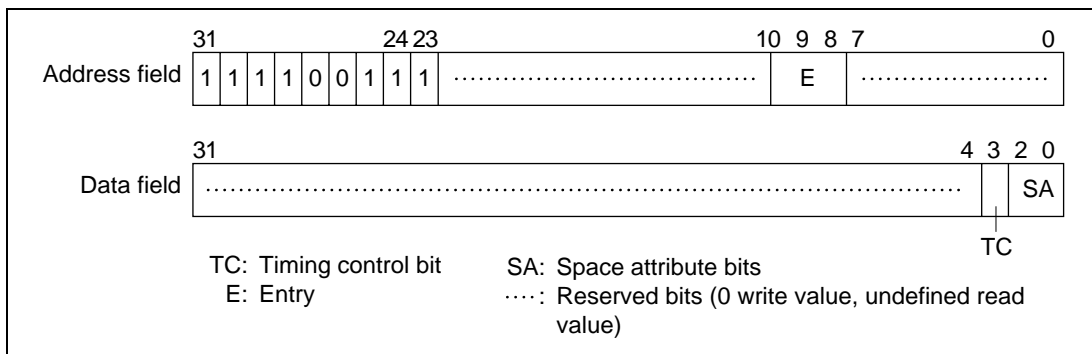 31 24 23 10 9 8 7 0
Address field 1 1 1 1 0 0 1 1 1 ............ E ............
31 4 3 2 0
Data field ............ SA
TC
TC: Timing control bit SA: Space attribute bits
E: Entry ····: Reserved bits (0 write value, undefined read
value)